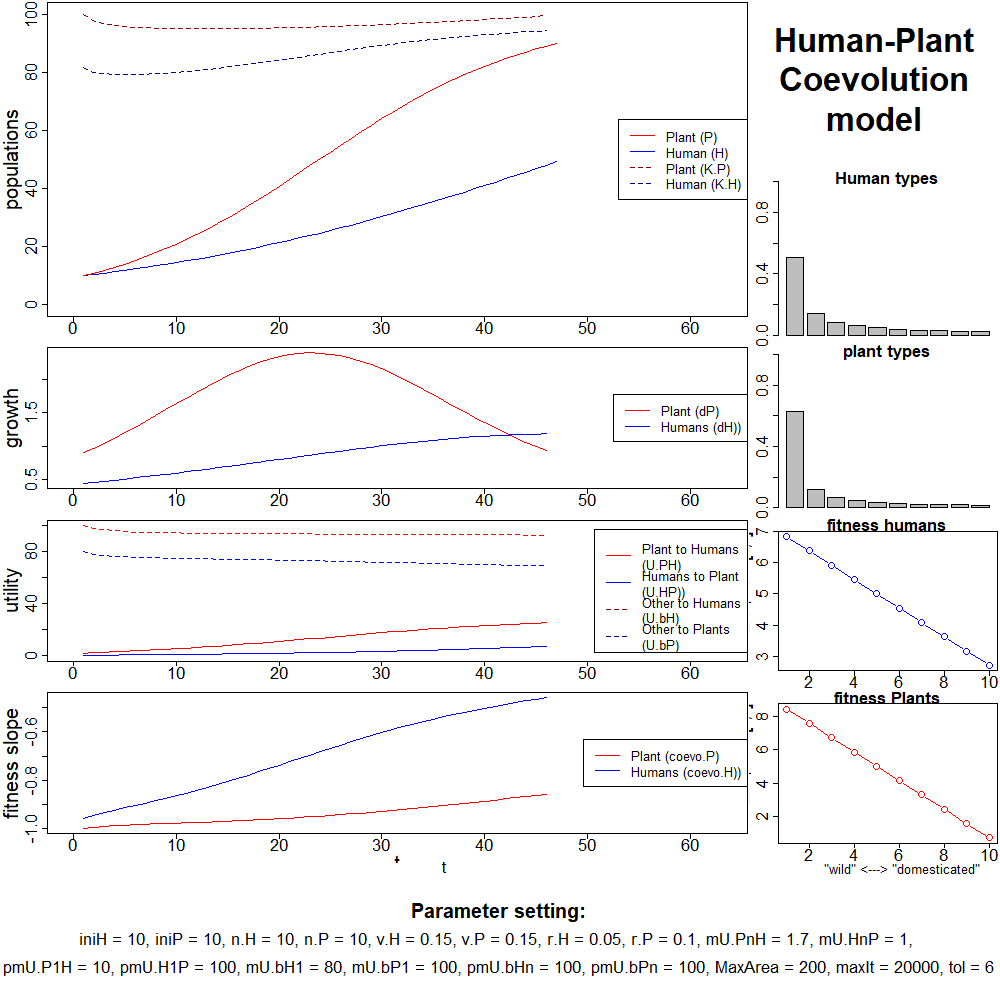 Human-Plant
Coevolution
model
populations
0
20
40
60
80
100
0 10 20 30 40 50 60
Plant (P)
Human (H)
Plant (K.P)
Human (K.H)
growth
0.5
1.5
0 10 20 30 40 50 60
Plant (dP)
Humans (dH))
utility
0
40
80
0 10 20 30 40 50 60
Plant to Humans
(U.PH)
Humans to Plant
(U.HP))
Other to Humans
(U.bH)
Other to Plants
(U.bP)
fitness slope
-1.0
-0.8
-0.6
0 10 20 30 40 50 60
Plant (coevo.P)
Humans (coevo.H))
t
Human types
0.0
0.4
0.8
plant types
0.0
0.4
0.8
fitness humans
3
4
5
6
7
2 4 6 8 10
fitness Plants
2
4
6
8
2 4 6 8 10
"wild" <---> "domesticated"
Parameter setting:
iniH = 10, iniP = 10, n.H = 10, n.P = 10, v.H = 0.15, v.P = 0.15, r.H = 0.05, r.P = 0.1, mU.PnH = 1.7, mU.HnP = 1,
pmU.P1H = 10, pmU.H1P = 100, mU.bH1 = 80, mU.bP1 = 100, pmU.bHn = 100, pmU.bPn = 100, MaxArea = 200, maxIt = 20000, tol = 6